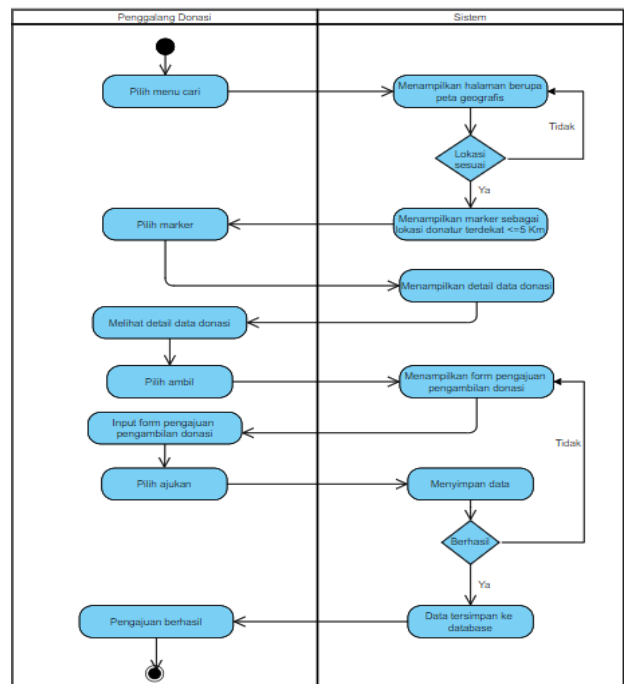 Penggalang Donasi
Sistem
Pilih menu cari
Menampilkan halaman berupa
peta geografis
Tidak
Lokasi
sesuai
Ya
Pilih marker
Menampilkan marker sebagai
lokasi donatur terdekat <=5 Km
Menampilkan detail data donasi
Melihat detail data donasi
Pilih ambil
Menampilkan form pengajuan
pengambilan donasi
Input form pengajuan
pengambilan donasi
Tidak
Pilih ajukan
Menyimpan data
Berhasil
Ya
Pengajuan berhasil
Data tersimpan ke
database